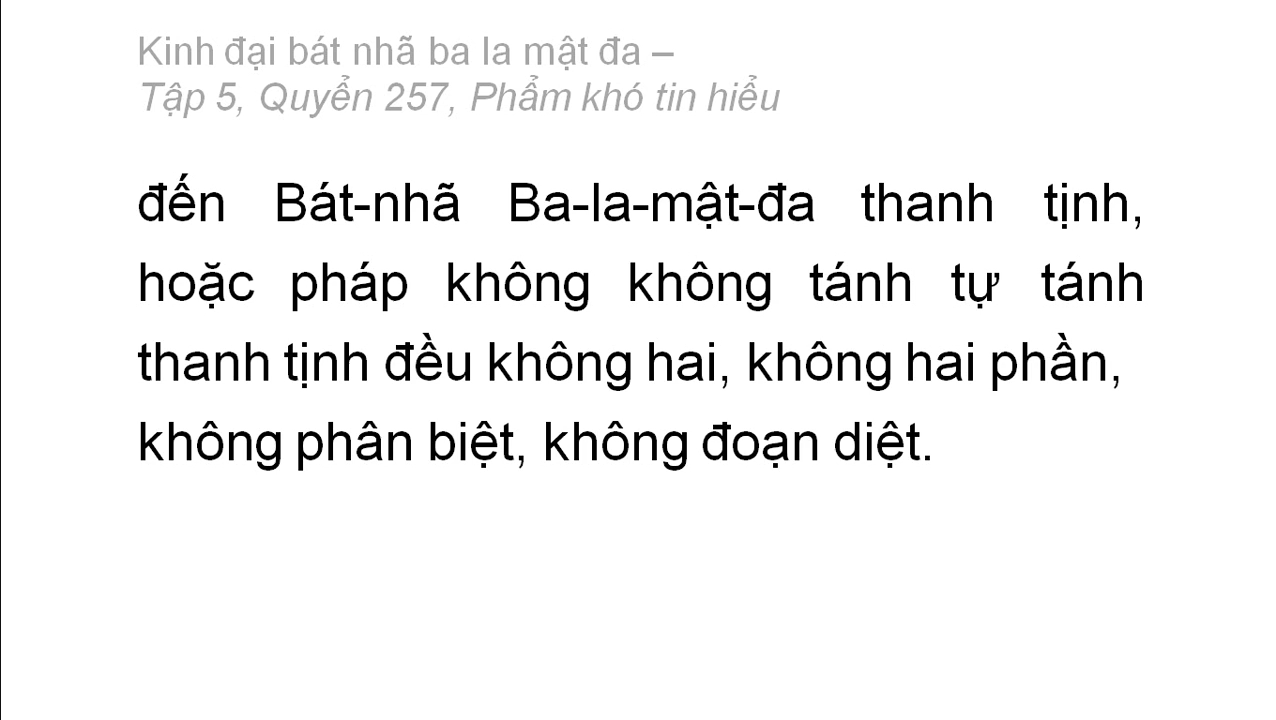 Kinh đại bát nhã ba la mật đa –
Tập 5, Quyển 257, Phẩm khó tin hiểu
đến Bát-nhã Ba-la-mật-đa thanh tịnh,
hoặc pháp không không tánh tự tánh
thanh tịnh đều không hai, không hai phần,
không phân biệt, không đoạn diệt.